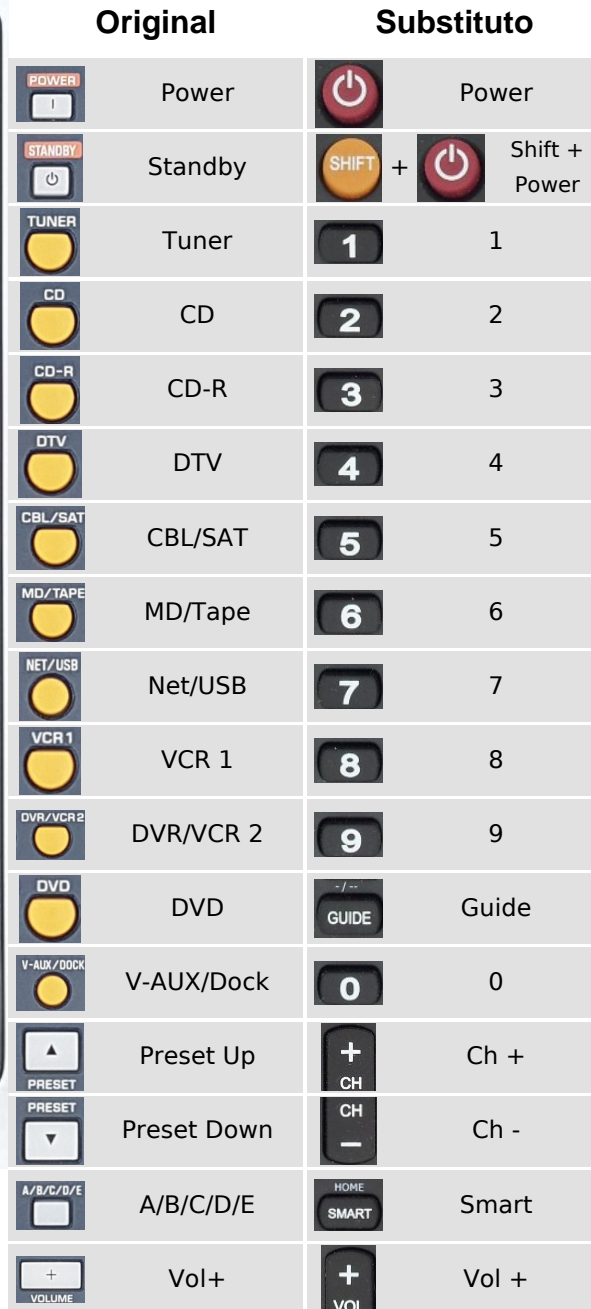 Original Substituto
POWER Power Power
STANDBY Standby SHIFT + Shift + Power
TUNER Tuner 1 1
CD CD 2 2
CD-R CD-R 3 3
DTV DTV 4 4
CBL/SAT CBL/SAT 5 5
MD/TAPE MD/Tape 6 6
NET/USB Net/USB 7 7
VCR 1 VCR 1 8 8
DVR/VCR 2 DVR/VCR 2 9 9
DVD DVD -/-- GUIDE Guide
V-AUX/DOCK V-AUX/Dock 0 0
PRESET Preset Up + CH Ch +
PRESET Preset Down CH – Ch -
A/B/C/D/E A/B/C/D/E HOME SMART Smart
+ VOLUME Vol+ + VOL Vol +